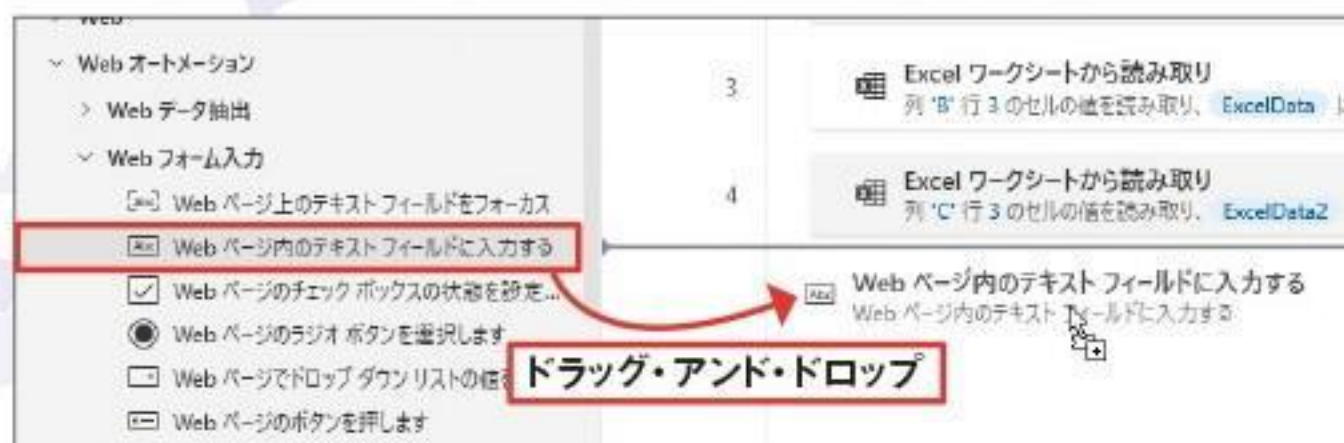 Web
Web オートメーション
Web データ抽出
Web フォーム入力
Web ページ上のテキスト フィールドをフォーカス
Web ページ内のテキスト フィールドに入力する
Web ページのチェック ボックスの状態を設定...
Web ページのラジオ ボタンを選択します
Web ページでドロップ ダウン リストの値を
Web ページのボタンを押します
3
Excel ワークシートから読み取り
列 'B' 行 3 のセルの値を読み取り、 ExcelData
4
Excel ワークシートから読み取り
列 'C' 行 3 のセルの値を読み取り、 ExcelData2
Abc
Web ページ内のテキスト フィールドに入力する
Web ページ内のテキスト フィールドに入力する
ドラッグ・アンド・ドロップ